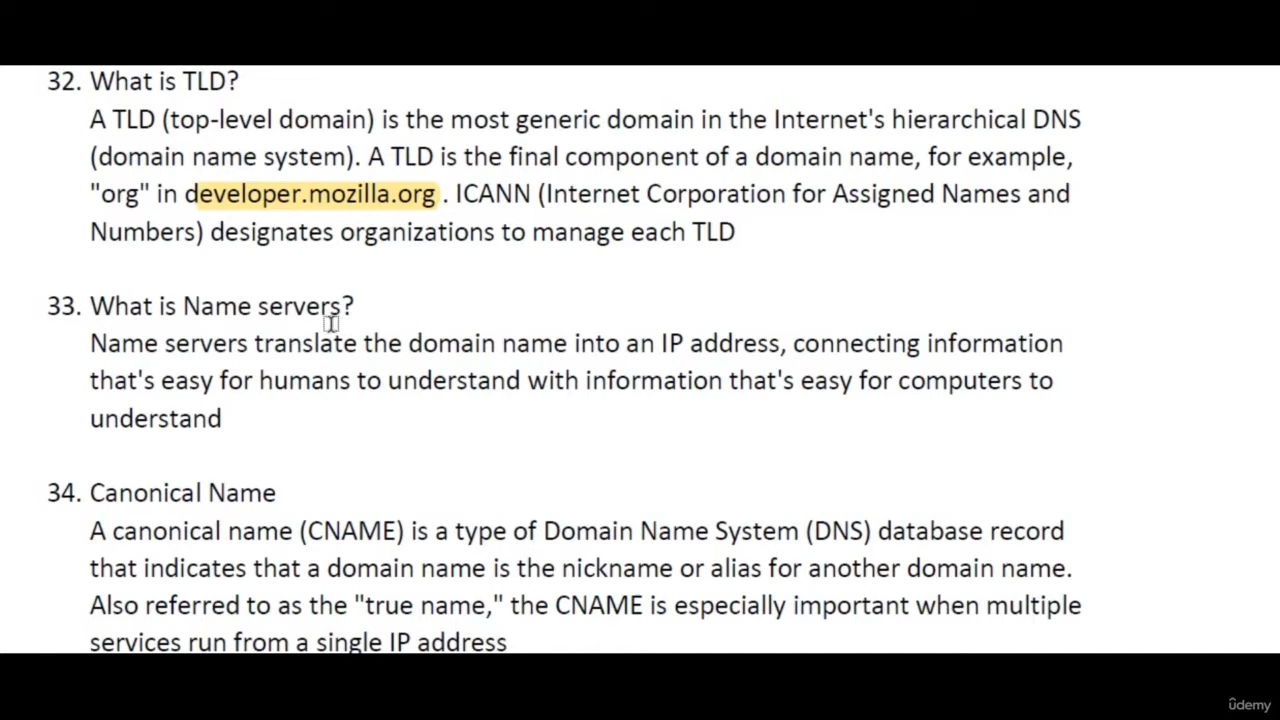 32. What is TLD?
A TLD (top-level domain) is the most generic domain in the Internet's hierarchical DNS
(domain name system). A TLD is the final component of a domain name, for example,
"org" in developer.mozilla.org . ICANN (Internet Corporation for Assigned Names and
Numbers) designates organizations to manage each TLD
33. What is Name servers?
Name servers translate the domain name into an IP address, connecting information
that's easy for humans to understand with information that's easy for computers to
understand
34. Canonical Name
A canonical name (CNAME) is a type of Domain Name System (DNS) database record
that indicates that a domain name is the nickname or alias for another domain name.
Also referred to as the "true name," the CNAME is especially important when multiple
services run from a single IP address
ûdemy